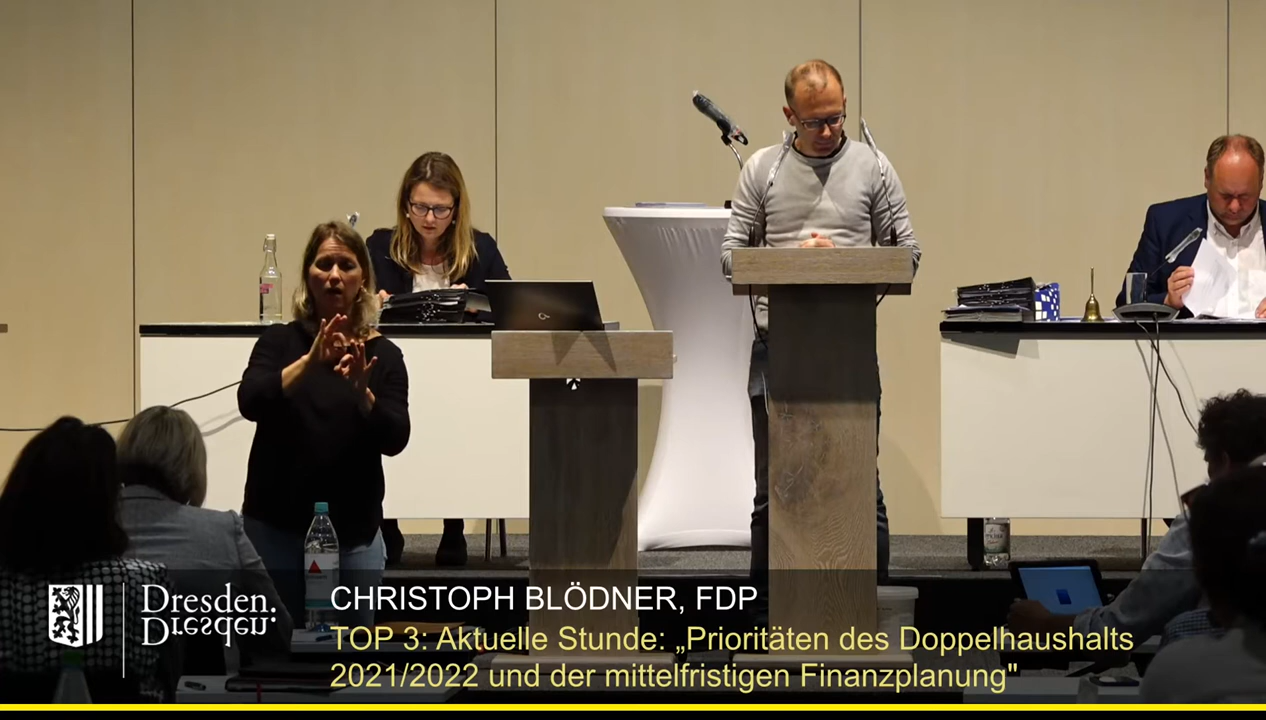 Dresden.
Dresden.
CHRISTOPH BLÖDNER, FDP
TOP 3: Aktuelle Stunde: „Prioritäten des Doppelhaushalts
2021/2022 und der mittelfristigen Finanzplanung"